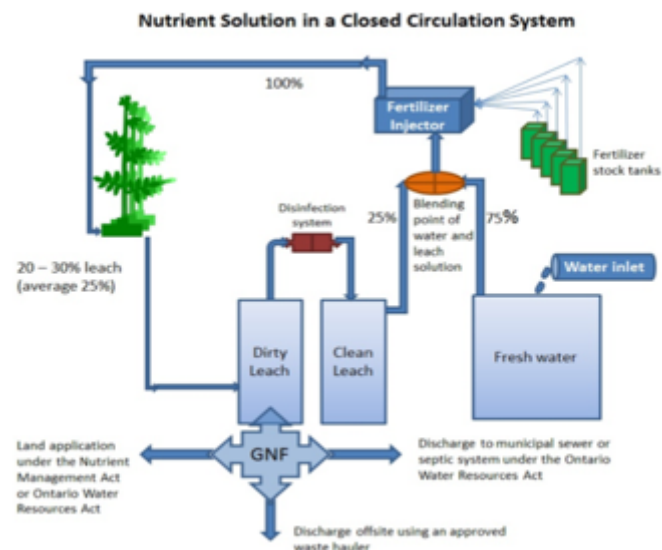 Nutrient Solution in a Closed Circulation System
100%
Fertilizer
Injector
Fertilizer
stock tanks
Disinfection
system
25%
Blending
point of
water and
leach
solution
75%
Water inlet
20 – 30% leach
(average 25%)
Dirty
Leach
Clean
Leach
Fresh water
GNF
Land application
under the Nutrient
Management Act
or Ontario Water
Resources Act
Discharge to municipal sewer or
septic system under the Ontario
Water Resources Act
Discharge offsite using an approved
waste hauler